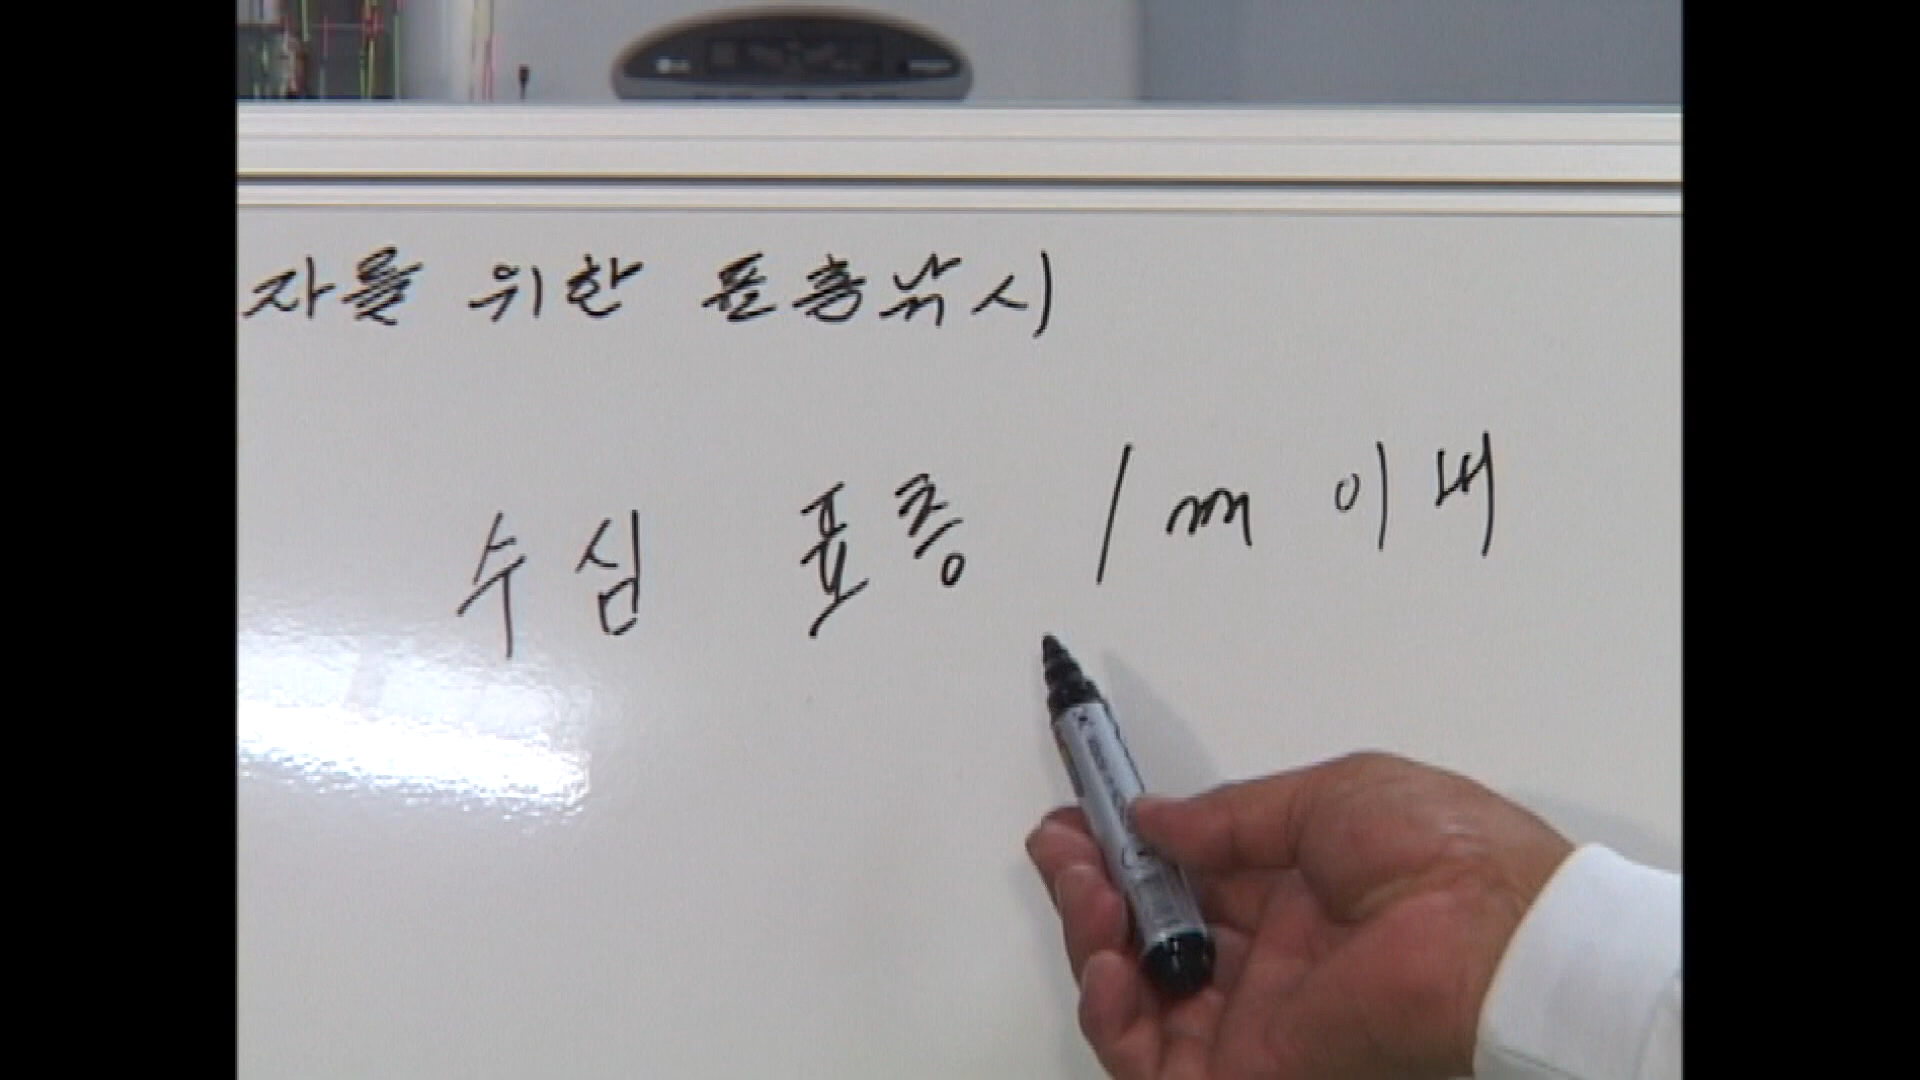 자를 위한 표층낚시
수심 표층 1m 이내